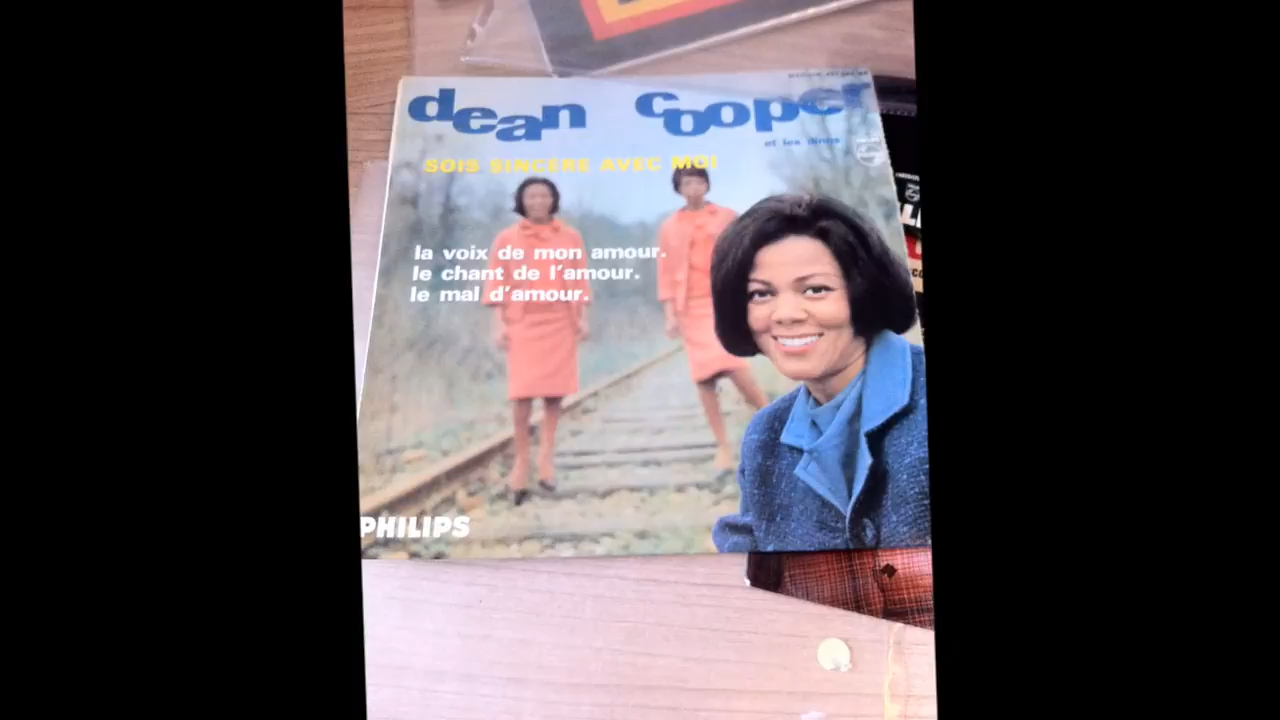 dean cooper
et les dinos
SOIS SINCERE AVEC MOI
la voix de mon amour.
le chant de l'amour.
le mal d'amour.
PHILIPS